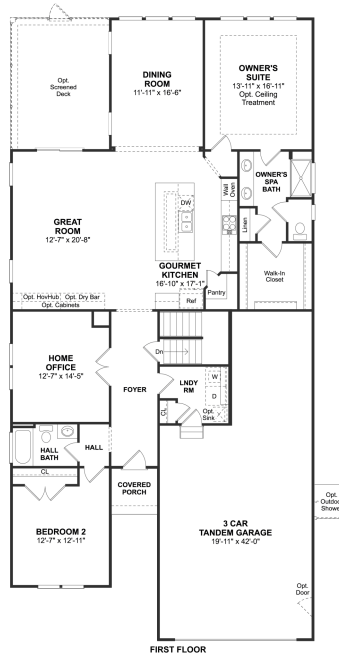 Opt.
Screened
Deck
DINING
ROOM
11'-11" x 16'-6"
OWNER'S
SUITE
13'-11" x 16'-11"
Opt. Ceiling
Treatment
OWNER'S
SPA
BATH
Wall
Oven
DW
Linen
GREAT
ROOM
12'-7" x 20'-8"
GOURMET
KITCHEN
16'-10" x 17'-1"
Walk-In
Closet
Pantry
Ref
Opt. HovHub
Opt. Dry Bar
Opt. Cabinets
HOME
OFFICE
12'-7" x 14'-5"
Dn
FOYER
LNDY
RM
W
D
Opt.
Sink
CL
HALL
BATH
HALL
CL
COVERED
PORCH
BEDROOM 2
12'-7" x 12'-11"
3 CAR
TANDEM GARAGE
19'-11" x 42'-0"
Opt.
Outdoor
Shower
Opt.
Door
FIRST FLOOR